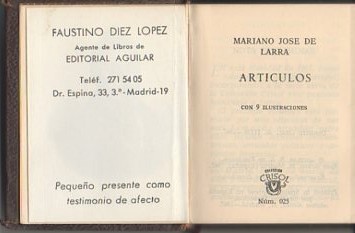 FAUSTINO DIEZ LOPEZ
Agente de Libros de
EDITORIAL AGUILAR
Teléf. 271 54 05
Dr. Espina, 33, 3.º-Madrid-19
Pequeño presente como
testimonio de afecto
MARIANO JOSE DE
LARRA
ARTICULOS
CON 9 ILUSTRACIONES
CRISOL
Núm. 025